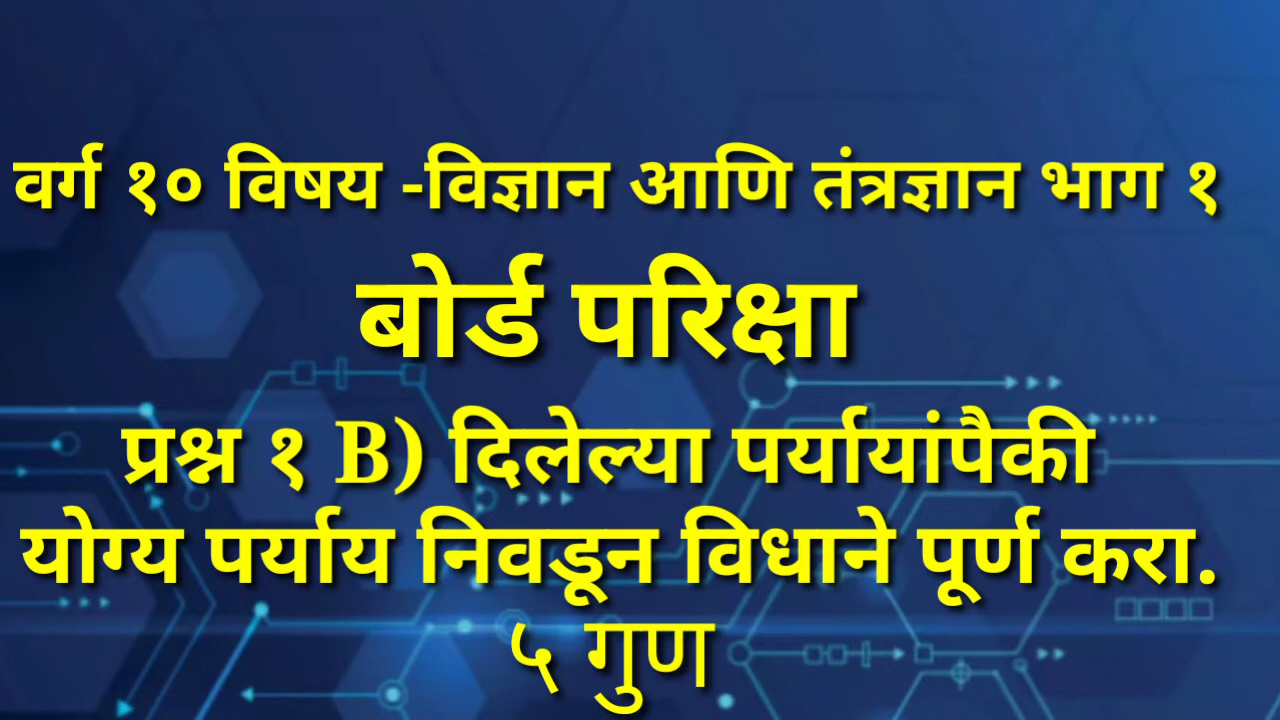 वर्ग १० विषय -विज्ञान आणि तंत्रज्ञान भाग १
बोर्ड परिक्षा
प्रश्न १ B) दिलेल्या पर्यायांपैकी
योग्य पर्याय निवडून विधाने पूर्ण करा.
५ गुण